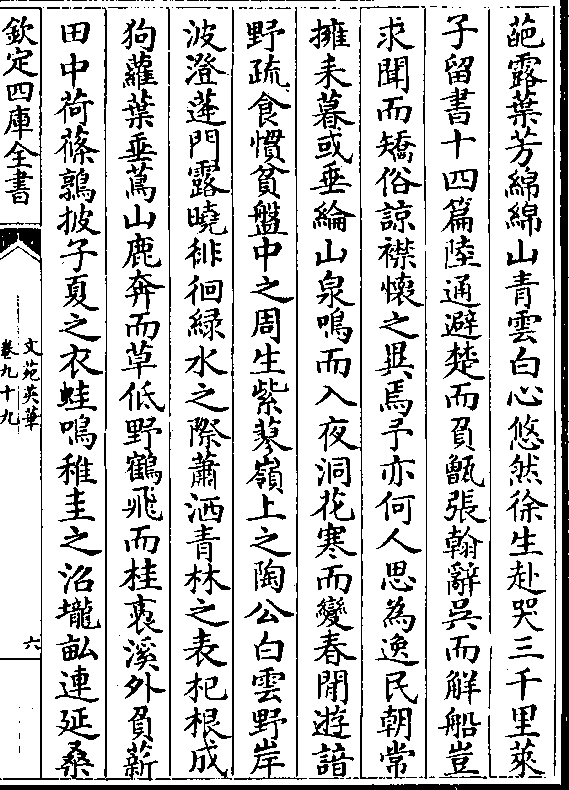 葩露葉芳綿綿山青雲白心悠然徐生赴哭三千里萊
子留書十四篇陸通避楚而負甑張翰辭吳而解船豈
求聞而矯俗諒襟懷之異焉予亦何人思為逸民朝常
擁耒暮或垂綸山泉鳴而入夜洞花寒而變春閒遊諳
野疏食慣貧盤中之周生紫蓼嶺上之陶公白雲野岸
波澄蓬門露曉徘徊緑水之際蕭洒青林之表杞根成
狗蘿葉垂蔦山鹿奔而草低野鶴飛而桂裊溪外負薪
田中荷蓧鶉披子夏之衣蛙鳴稚圭之沼壠畝連延桑
欽定四庫全書
文苑英華
卷九十九
六